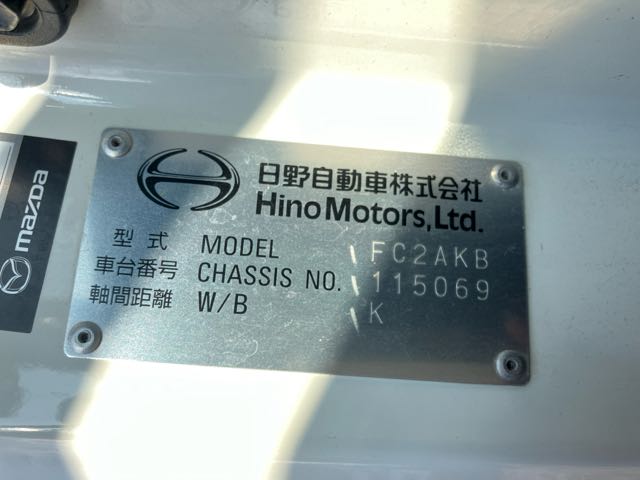 日野自動車株式会社
Hino Motors, Ltd.
型式 MODEL \FC2AKB
車台番号 CHASSIS NO. \115069
軸間距離 W/B \K
mazda